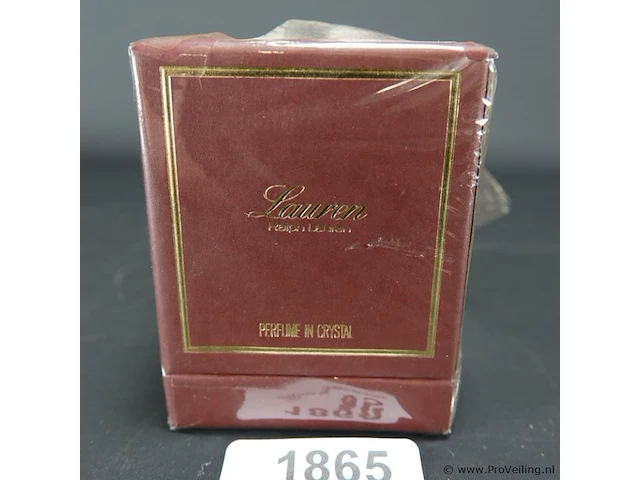 Lauren
Ralph Lauren
PERFUME IN CRYSTAL
1865
© www.ProVeiling.nl